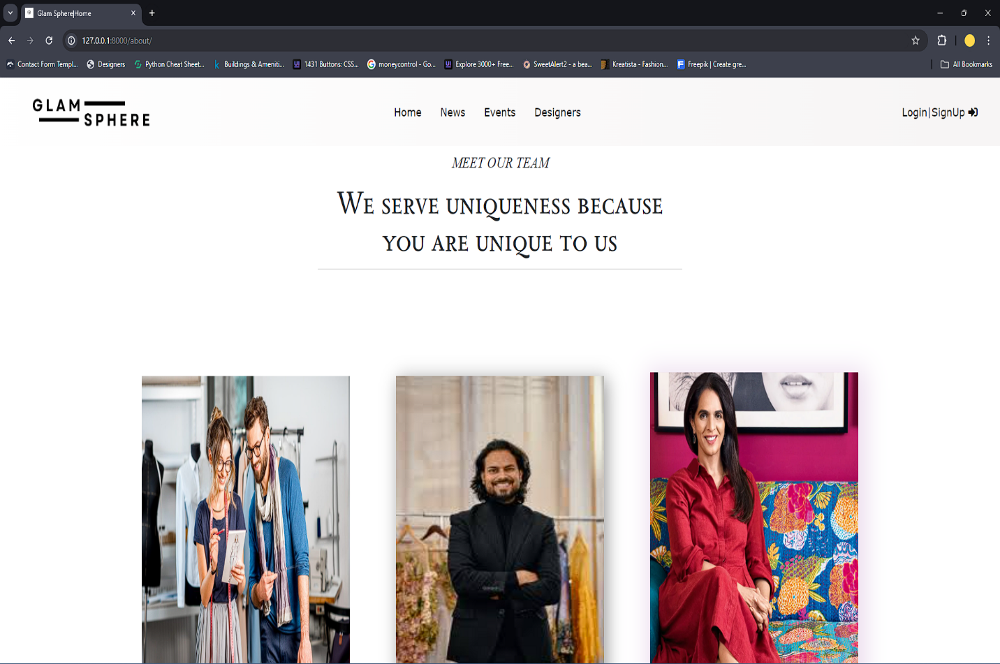 Glam Sphere|Home
127.0.0.1:8000/about/
Contact Form Templ... Designers Python Cheat Sheet... Buildings & Ameniti... 1431 Buttons: CSS... moneycontrol - Go... Explore 3000+ Free... SweetAlert2 - a bea... Kreatista - Fashion... Freepik | Create gre... All Bookmarks
GLAM
SPHERE
Home News Events Designers Login|SignUp
MEET OUR TEAM
We serve uniqueness because
you are unique to us